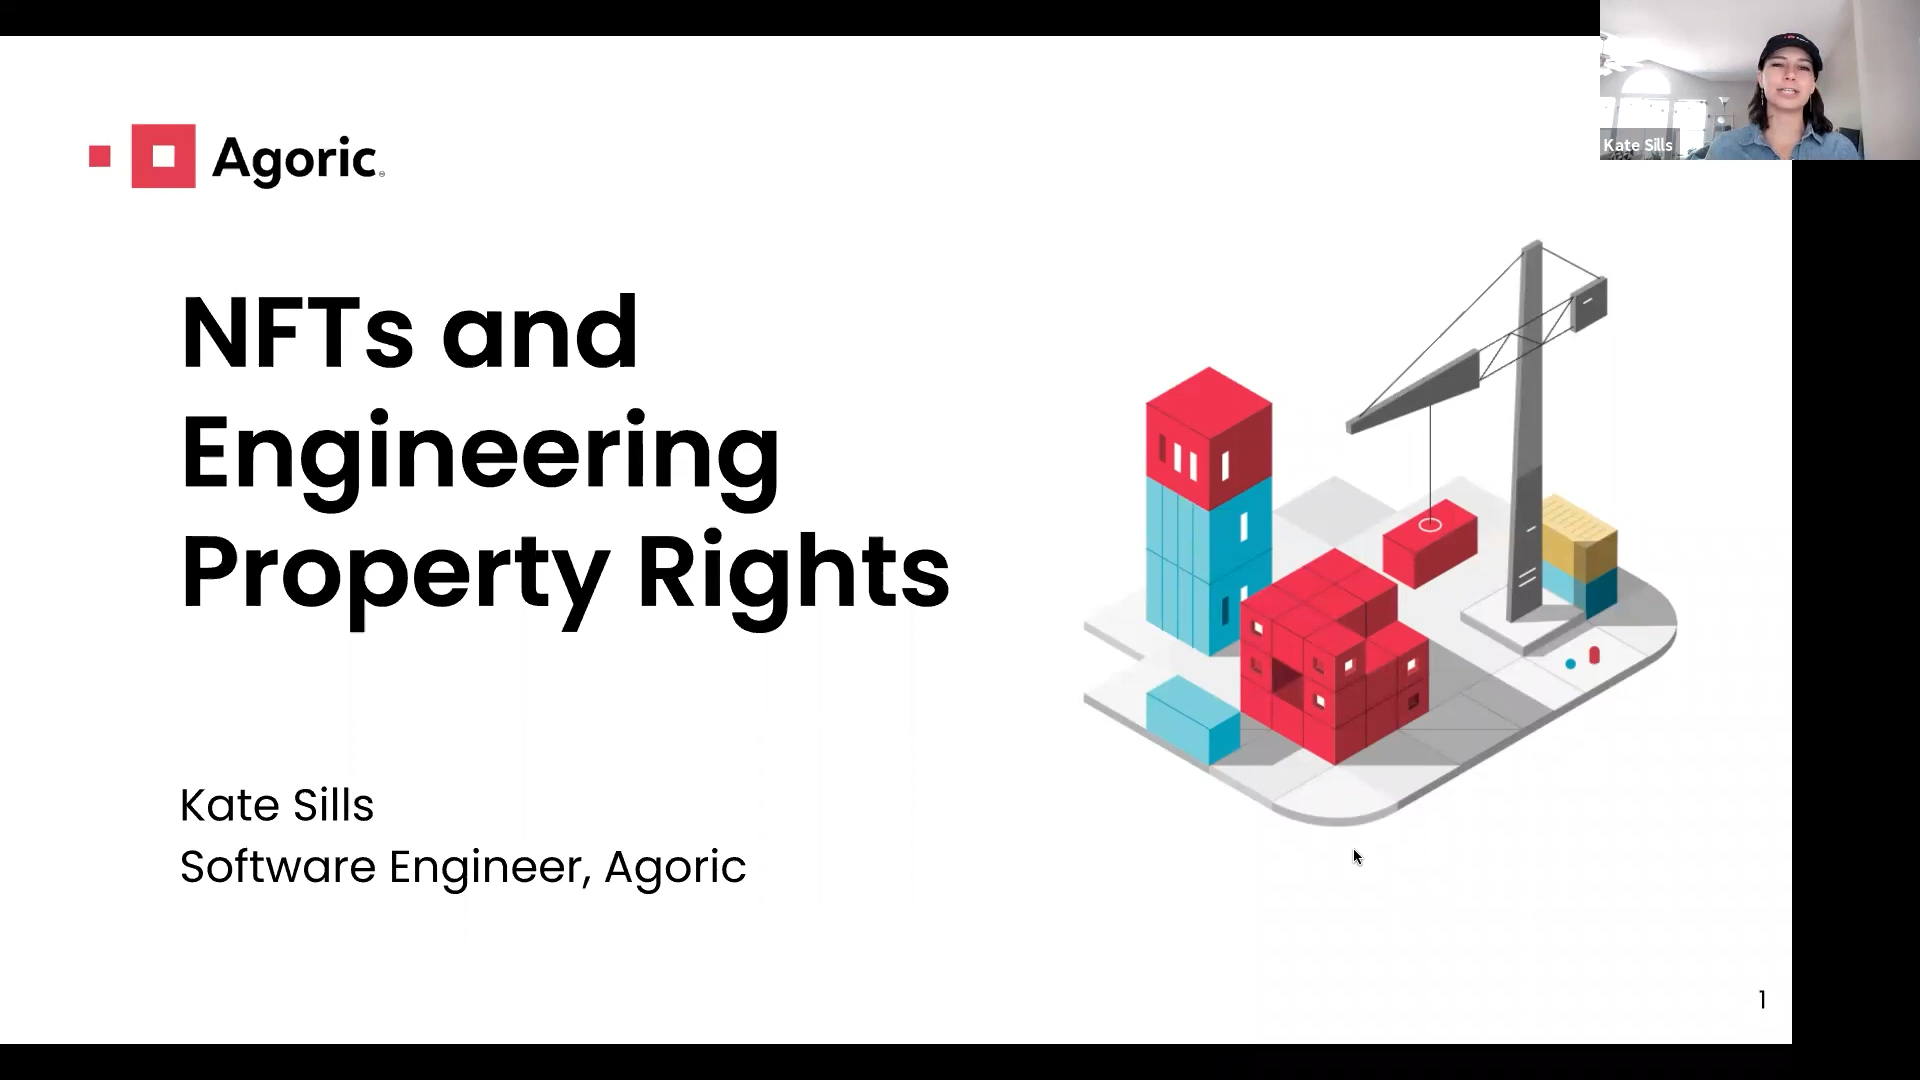 Agoric
NFTs and
Engineering
Property Rights
Kate Sills
Software Engineer, Agoric
1
Kate Sills